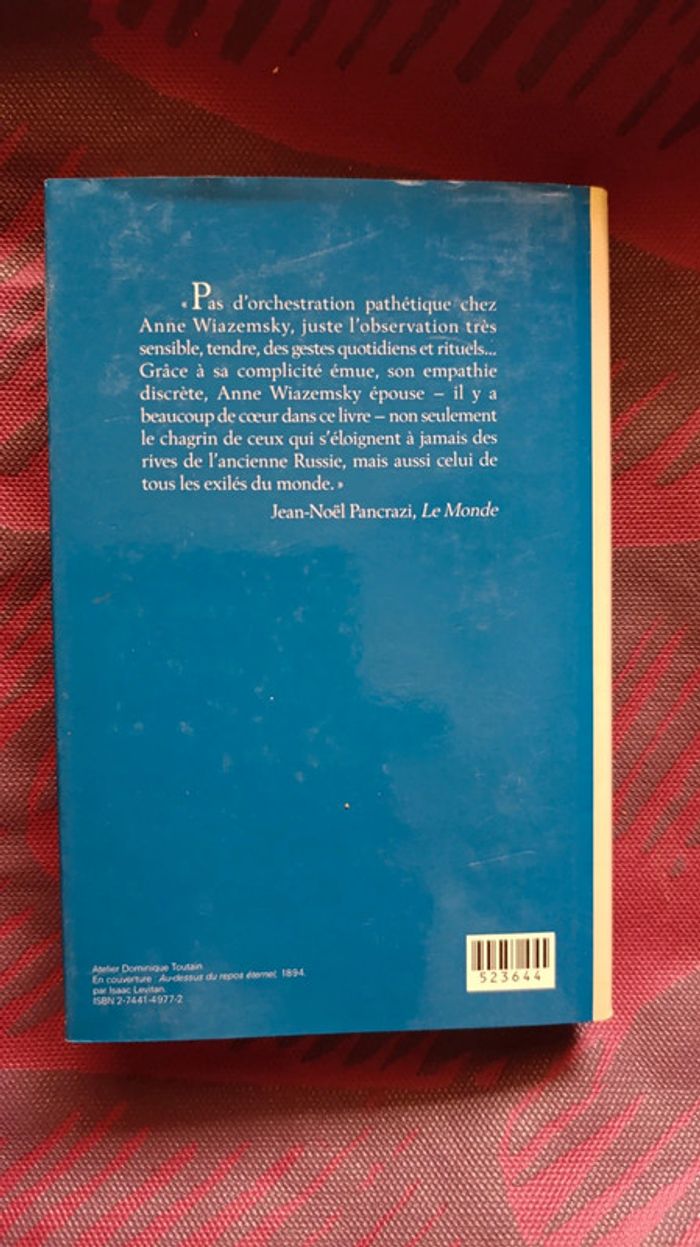 « Pas d'orchestration pathétique chez
Anne Wiazemsky, juste l'observation très
sensible, tendre, des gestes quotidiens et rituels...
Grâce à sa complicité émue, son empathie
discrète, Anne Wiazemsky épouse – il y a
beaucoup de cœur dans ce livre – non seulement
le chagrin de ceux qui s'éloignent à jamais des
rives de l'ancienne Russie, mais aussi celui de
tous les exilés du monde. »
Jean-Noël Pancrazi, Le Monde
Atelier Dominique Toutain
En couverture : Au-dessus du repos éternel, 1894.
par Isaac Levitan.
ISBN 2-7441-4977-2
523644